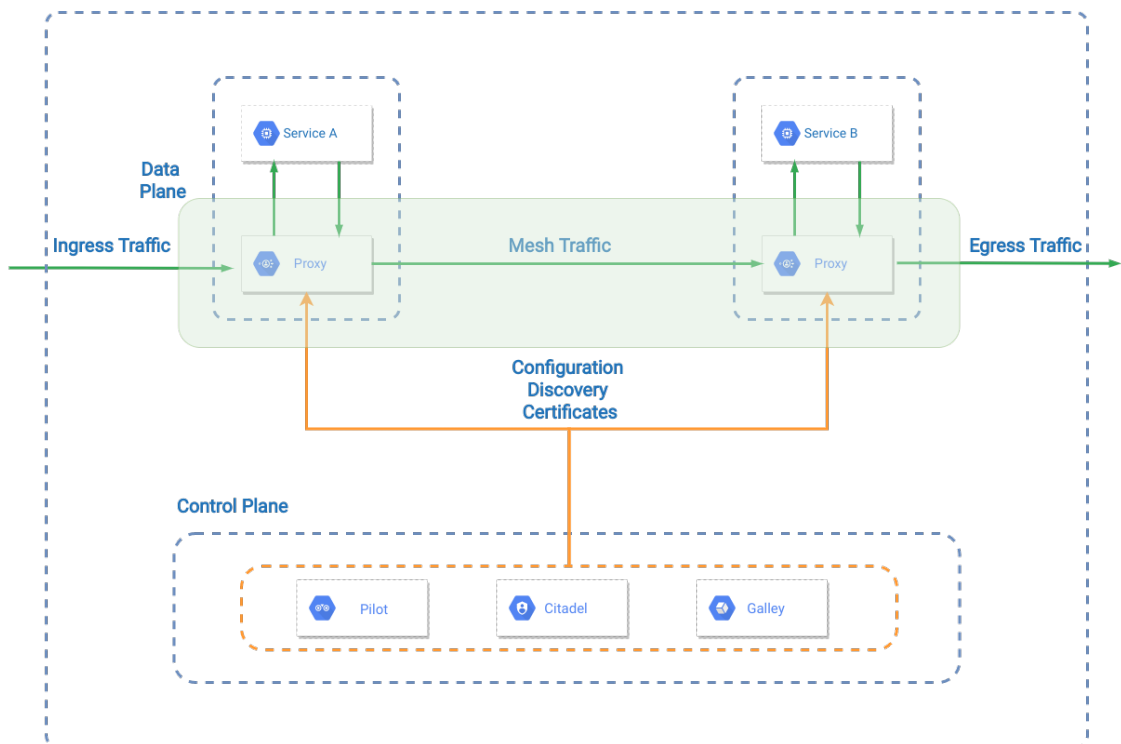 Service A
Service B
Data
Plane
Ingress Traffic
Mesh Traffic
Egress Traffic
Proxy
Proxy
Configuration
Discovery
Certificates
Control Plane
Pilot
Citadel
Galley